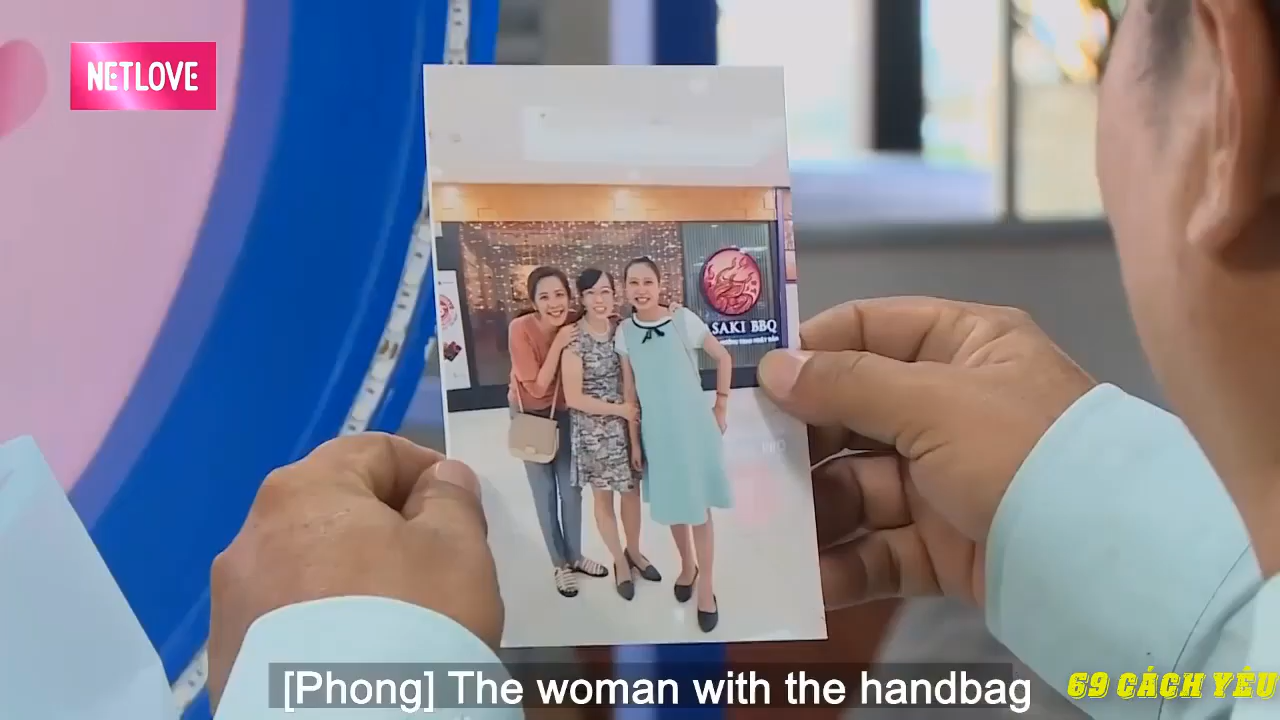 NETLOVE
SAKI BBQ
[Phong] The woman with the handbag
69 CÁCH YÊU